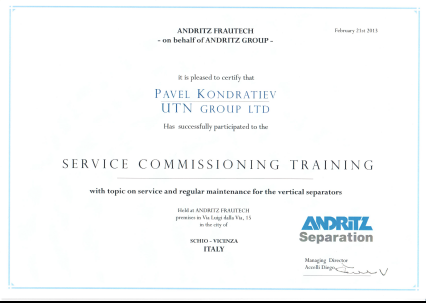 ANDRITZ FRAUTECH
- on behalf of ANDRITZ GROUP -
February 21st 2013
it is pleased to certify that
PAVEL KONDRATIEV
UTN GROUP LTD
Has successfully participated to the
SERVICE COMMISSIONING TRAINING
with topic on service and regular maintenance for the vertical separators
Held at ANDRITZ FRAUTECH
premises in Via Luigi dalla Via, 15
in the city of
SCHIO - VICENZA
ITALY
ANDRITZ
Separation
Managing Director
Accelli Diego